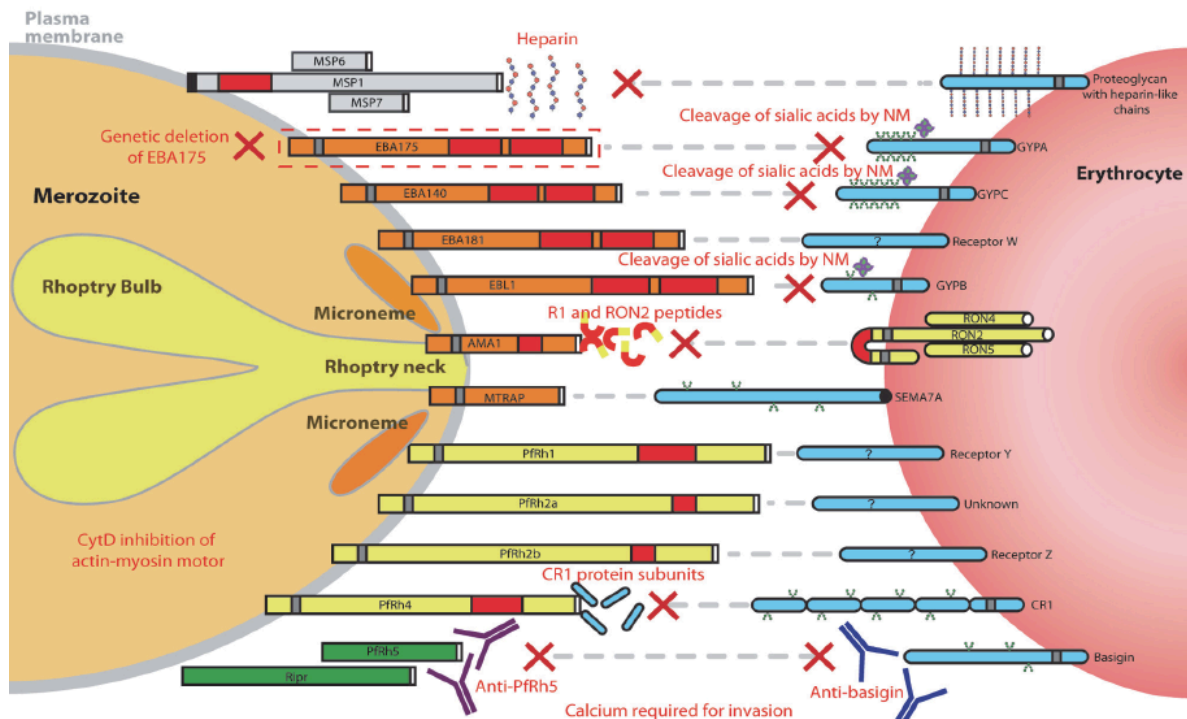 Plasma
membrane
Heparin
MSP6
MSP1
MSP7
Proteoglycan
with heparin-like
chains
Genetic deletion
of EBA175
EBA175
Cleavage of sialic acids by NM
GYPA
Merozoite
EBA140
Cleavage of sialic acids by NM
GYPC
Erythrocyte
EBA181
?
Receptor W
Cleavage of sialic acids by NM
EBL1
GYPB
Rhoptry Bulb
Microneme
R1 and RON2 peptides
AMA1
RON4
RON2
RON5
Rhoptry neck
MTRAP
SEMA7A
Microneme
PfRh1
?
Receptor Y
PfRh2a
?
Unknown
CytD inhibition of
actin-myosin motor
PfRh2b
?
Receptor Z
CR1 protein subunits
PfRh4
CR1
PfRh5
Ripr
Anti-PfRh5
Anti-basigin
Basigin
Calcium required for invasion